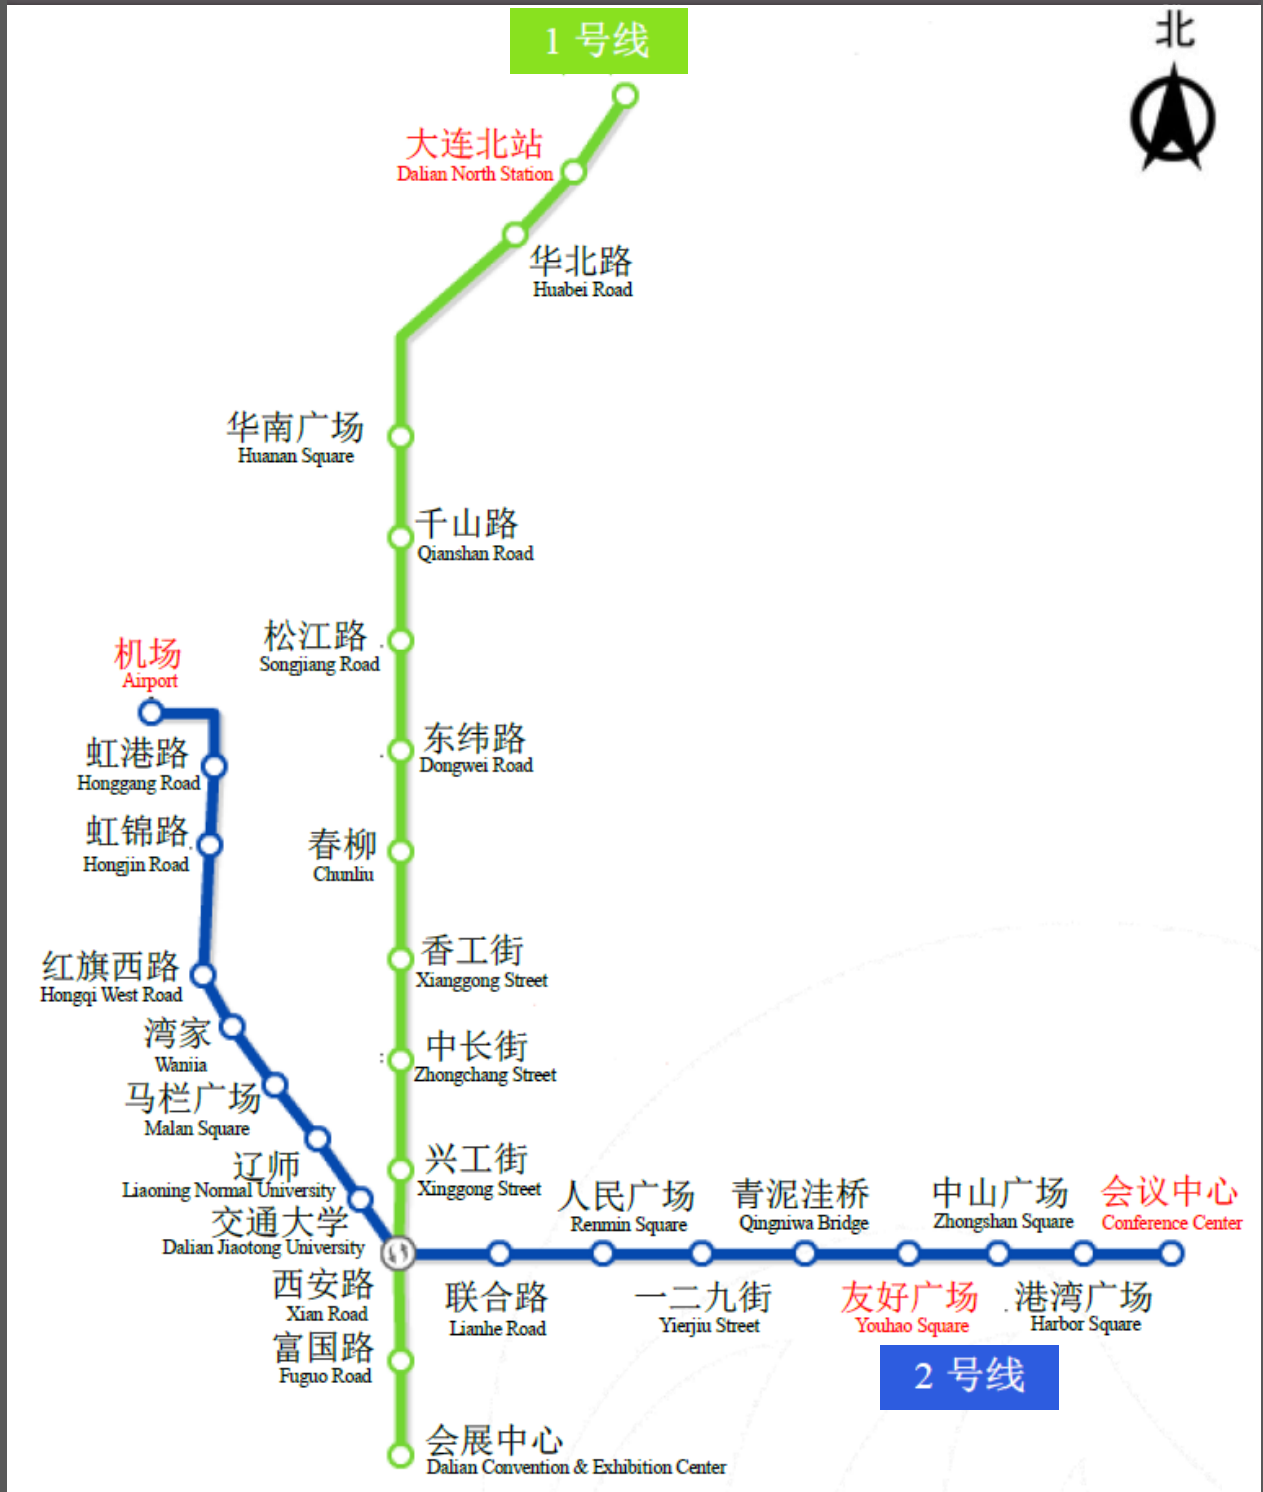 1 号线
北
大连北站
Dalian North Station
华北路
Huabei Road
华南广场
Huanan Square
千山路
Qianshan Road
松江路
Songjiang Road
机场
Airport
东纬路
Dongwei Road
虹港路
Honggang Road
虹锦路
Hongjin Road
春柳
Chunliu
香工街
Xianggong Street
红旗西路
Hongqi West Road
湾家
Wanjia
中长街
Zhongchang Street
马栏广场
Malan Square
辽师
Liaoning Normal University
兴工街
Xinggong Street
交通大学
Dalian Jiaotong University
人民广场
Renmin Square
青泥洼桥
Qingniwa Bridge
中山广场
Zhongshan Square
会议中心
Conference Center
西安路
Xian Road
联合路
Lianhe Road
一二九街
Yierjiu Street
友好广场
Youhao Square
港湾广场
Harbor Square
富国路
Fuguo Road
2 号线
会展中心
Dalian Convention & Exhibition Center